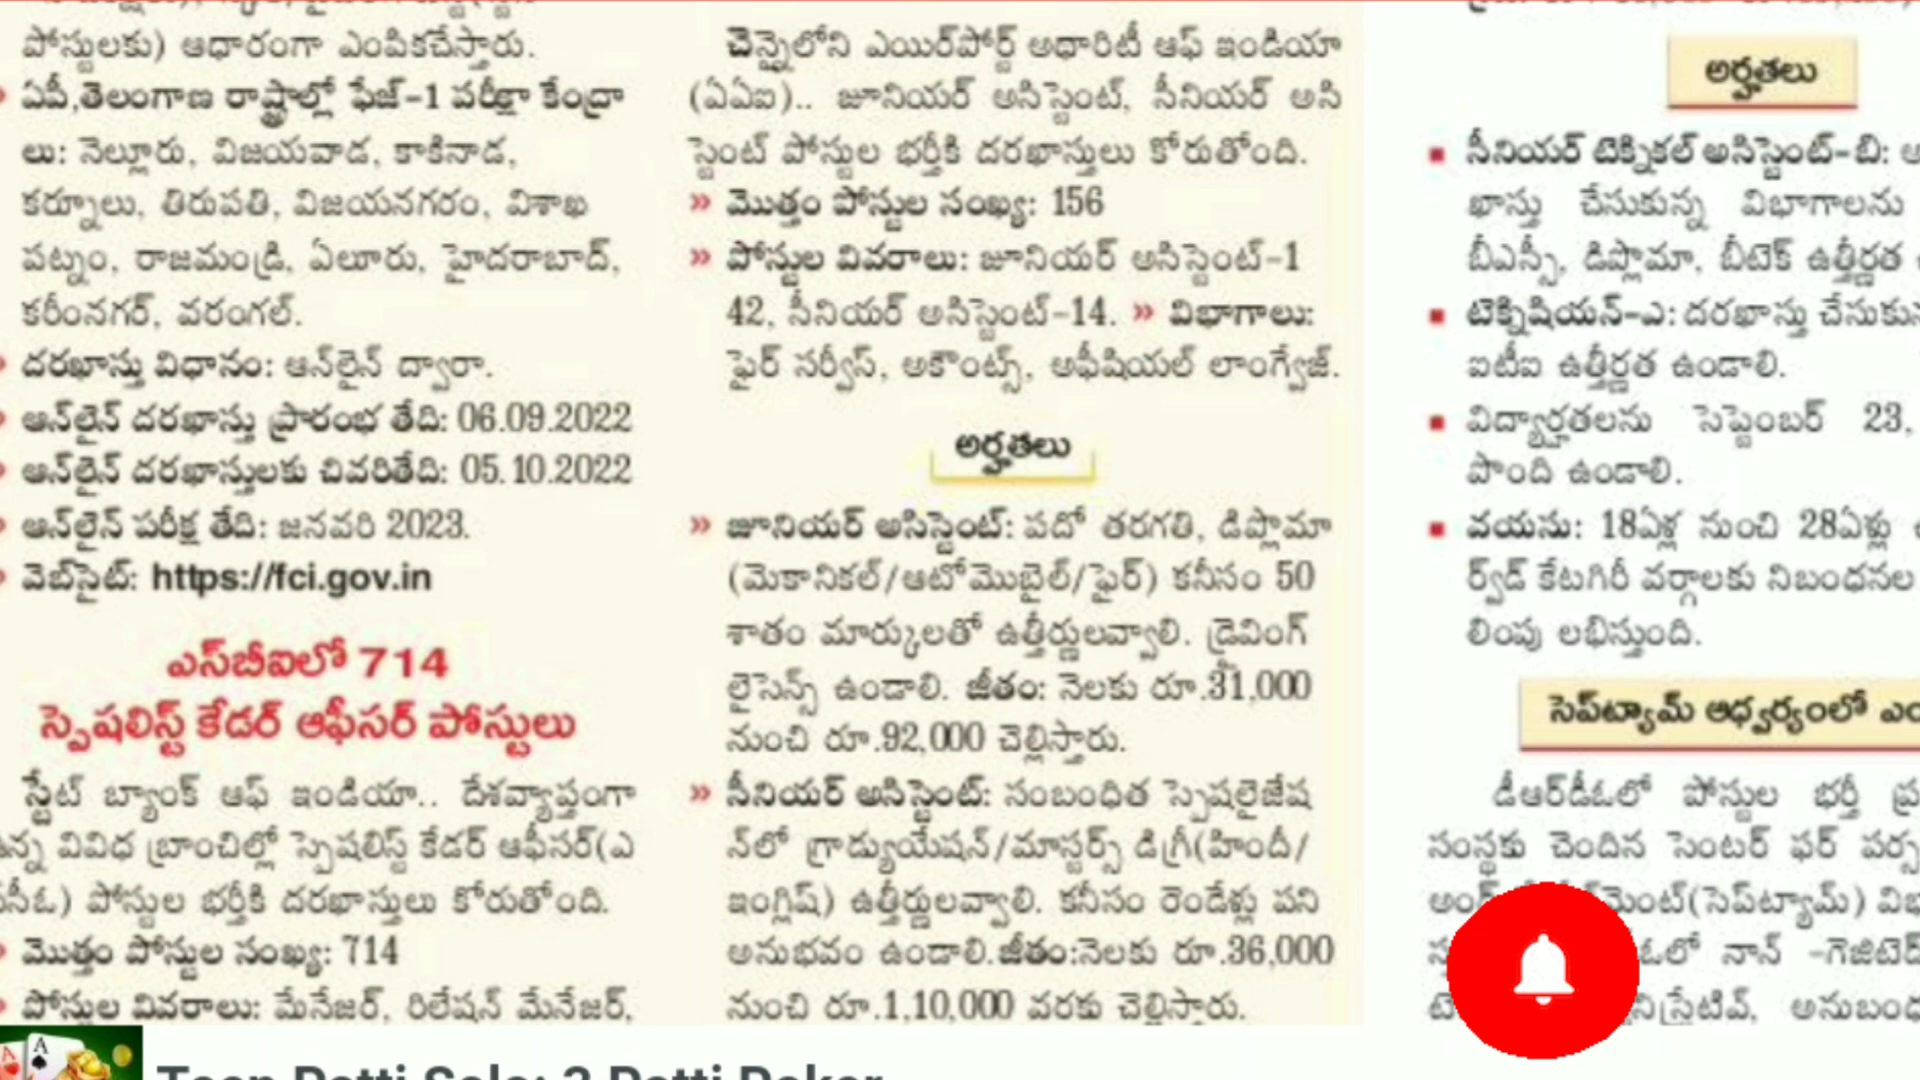 పోస్టులకు) ఆధారంగా ఎంపికచేస్తారు.
ఏపీ,తెలంగాణ రాష్ట్రాల్లో ఫేజ్-1 పరీక్షా కేంద్రా
లు: నెల్లూరు, విజయవాడ, కాకినాడ,
కర్నూలు, తిరుపతి, విజయనగరం, విశాఖ
పట్నం, రాజమండ్రి, ఏలూరు, హైదరాబాద్,
కరీంనగర్, వరంగల్.
దరఖాస్తు విధానం: ఆన్‌లైన్ ద్వారా.
ఆన్‌లైన్ దరఖాస్తు ప్రారంభ తేది: 06.09.2022
ఆన్‌లైన్ దరఖాస్తులకు చివరితేది: 05.10.2022
ఆన్‌లైన్ పరీక్ష తేది: జనవరి 2023.
వెబ్‌సైట్: https://fci.gov.in
ఎస్‌బీఐలో 714
స్పెషలిస్ట్ కేడర్ ఆఫీసర్ పోస్టులు
స్టేట్ బ్యాంక్ ఆఫ్ ఇండియా.. దేశవ్యాప్తంగా
వివిధ బ్రాంచిల్లో స్పెషలిస్ట్ కేడర్ ఆఫీసర్(ఎ
పోస్టుల భర్తీకి దరఖాస్తులు కోరుతోంది.
మొత్తం పోస్టుల సంఖ్య: 714
పోస్టుల వివరాలు: మేనేజర్, రిలేషన్ మేనేజర్,
చెన్నైలోని ఎయిర్‌పోర్ట్ అథారిటీ ఆఫ్ ఇండియా
(ఏఏఐ).. జూనియర్ అసిస్టెంట్, సీనియర్ అసి
స్టెంట్ పోస్టుల భర్తీకి దరఖాస్తులు కోరుతోంది.
» మొత్తం పోస్టుల సంఖ్య: 156
» పోస్టుల వివరాలు: జూనియర్ అసిస్టెంట్-1
42, సీనియర్ అసిస్టెంట్-14. » విభాగాలు:
ఫైర్ సర్వీస్, అకౌంట్స్, అఫీషియల్ లాంగ్వేజ్.
అర్హతలు
» జూనియర్ అసిస్టెంట్: పదో తరగతి, డిప్లొమా
(మెకానికల్/ఆటోమొబైల్/ఫైర్) కనీసం 50
శాతం మార్కులతో ఉత్తీర్ణులవ్వాలి. డ్రైవింగ్
లైసెన్స్ ఉండాలి. జీతం: నెలకు రూ.31,000
నుంచి రూ.92,000 చెల్లిస్తారు.
» సీనియర్ అసిస్టెంట్: సంబంధిత స్పెషలైజేష
న్‌లో గ్రాడ్యుయేషన్/మాస్టర్స్ డిగ్రీ(హిందీ/
ఇంగ్లిష్) ఉత్తీర్ణులవ్వాలి. కనీసం రెండేళ్లు పని
అనుభవం ఉండాలి.జీతం:నెలకు రూ.36,000
నుంచి రూ.1,10,000 వరకు చెల్లిస్తారు.
అర్హతలు
▪ సీనియర్ టెక్నికల్ అసిస్టెంట్-బి:
ఖాస్తు చేసుకున్న విభాగాలను
బీఎస్సీ, డిప్లొమా, బీటెక్ ఉత్తీర్ణత
▪ టెక్నీషియన్-ఎ: దరఖాస్తు
ఐటీఐ ఉత్తీర్ణత ఉండాలి.
▪ విద్యార్హతలను సెప్టెంబర్ 23,
పొంది ఉండాలి.
▪ వయసు: 18ఏళ్ల నుంచి 28ఏళ్లు
ర్వ్‌డ్ కేటగిరీ వర్గాలకు నిబంధనల
లింపు లభిస్తుంది.
సెప్‌ట్యామ్ ఆధ్వర్యంలో
డీఆర్‌డీఓలో పోస్టుల భర్తీ
సంస్థకు చెందిన సెంటర్ ఫర్
మెంట్(సెప్‌ట్యామ్)
ఓలో నాన్ -గెజిటెడ్
నిస్ట్రేటివ్,
Teen Patti Solo: 3 Patti Poker